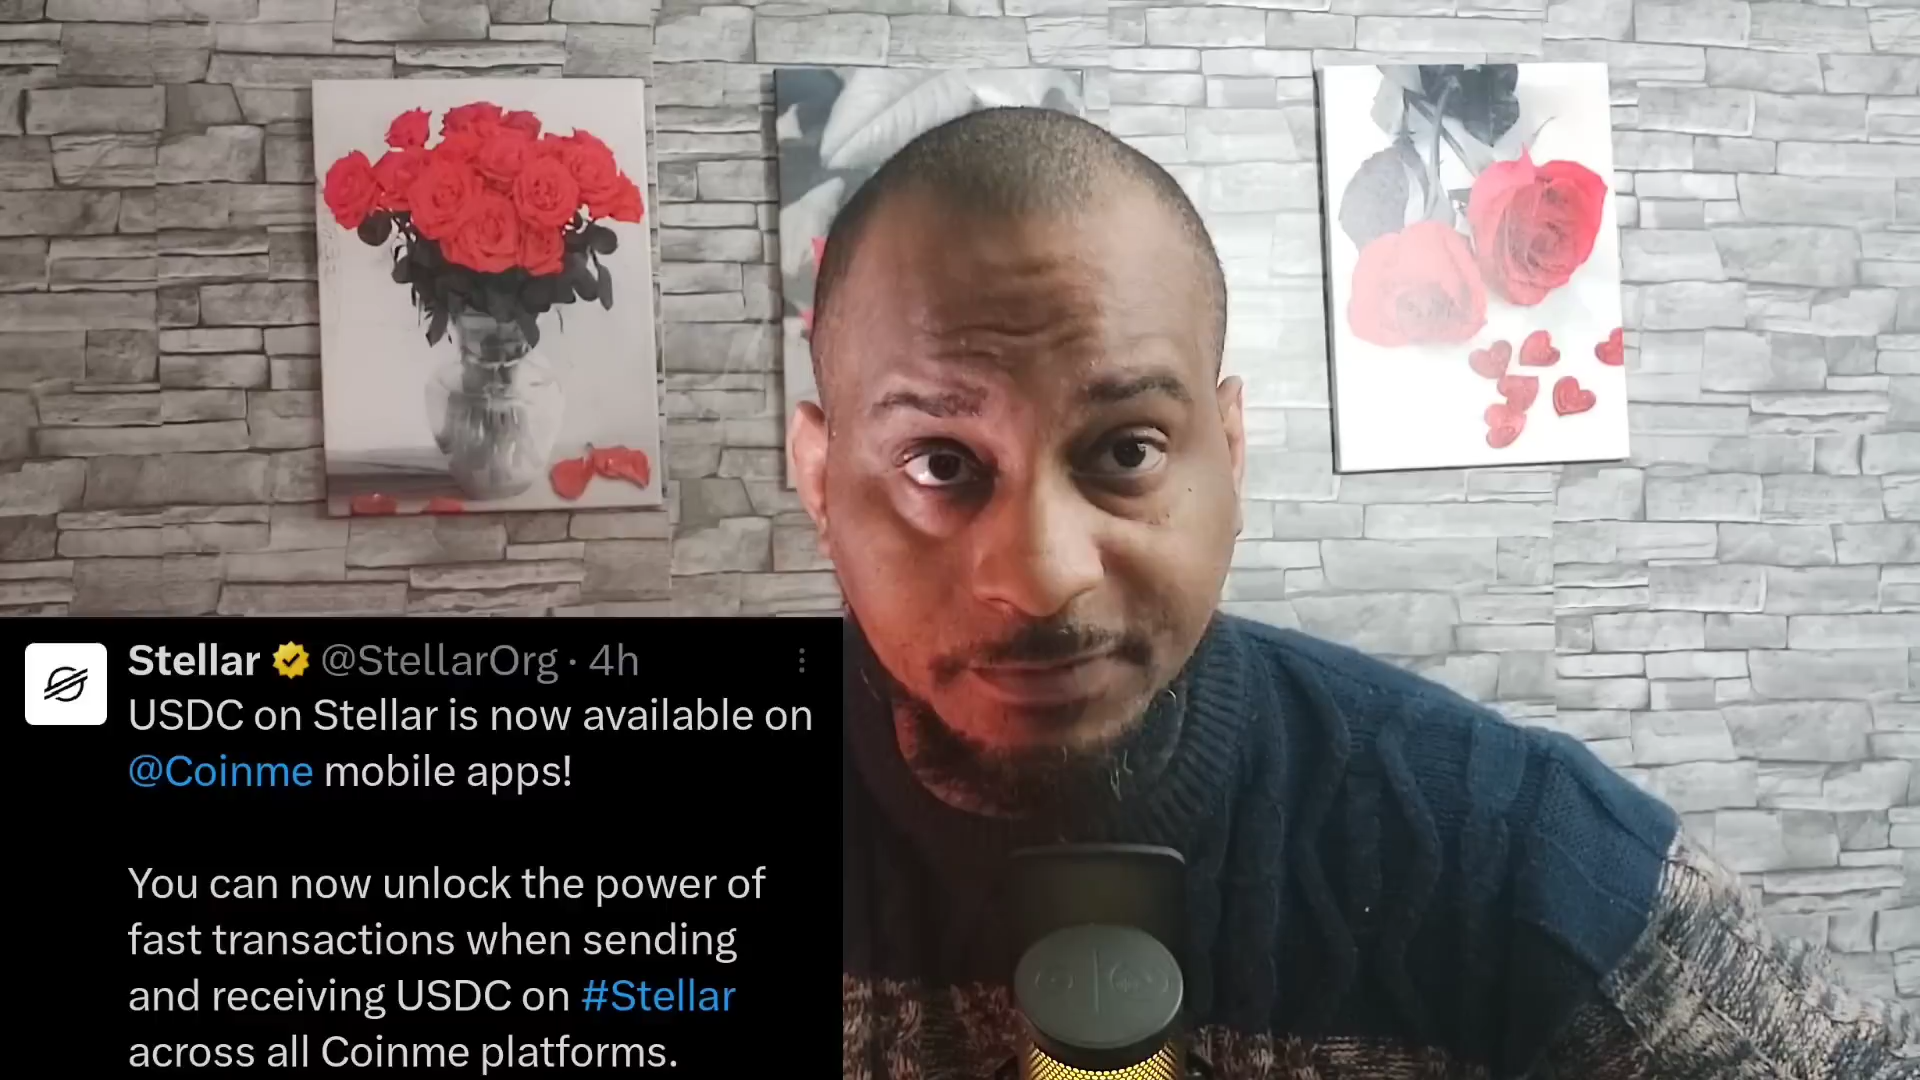 Stellar @StellarOrg · 4h
USDC on Stellar is now available on
@Coinme mobile apps!
You can now unlock the power of
fast transactions when sending
and receiving USDC on #Stellar
across all Coinme platforms.